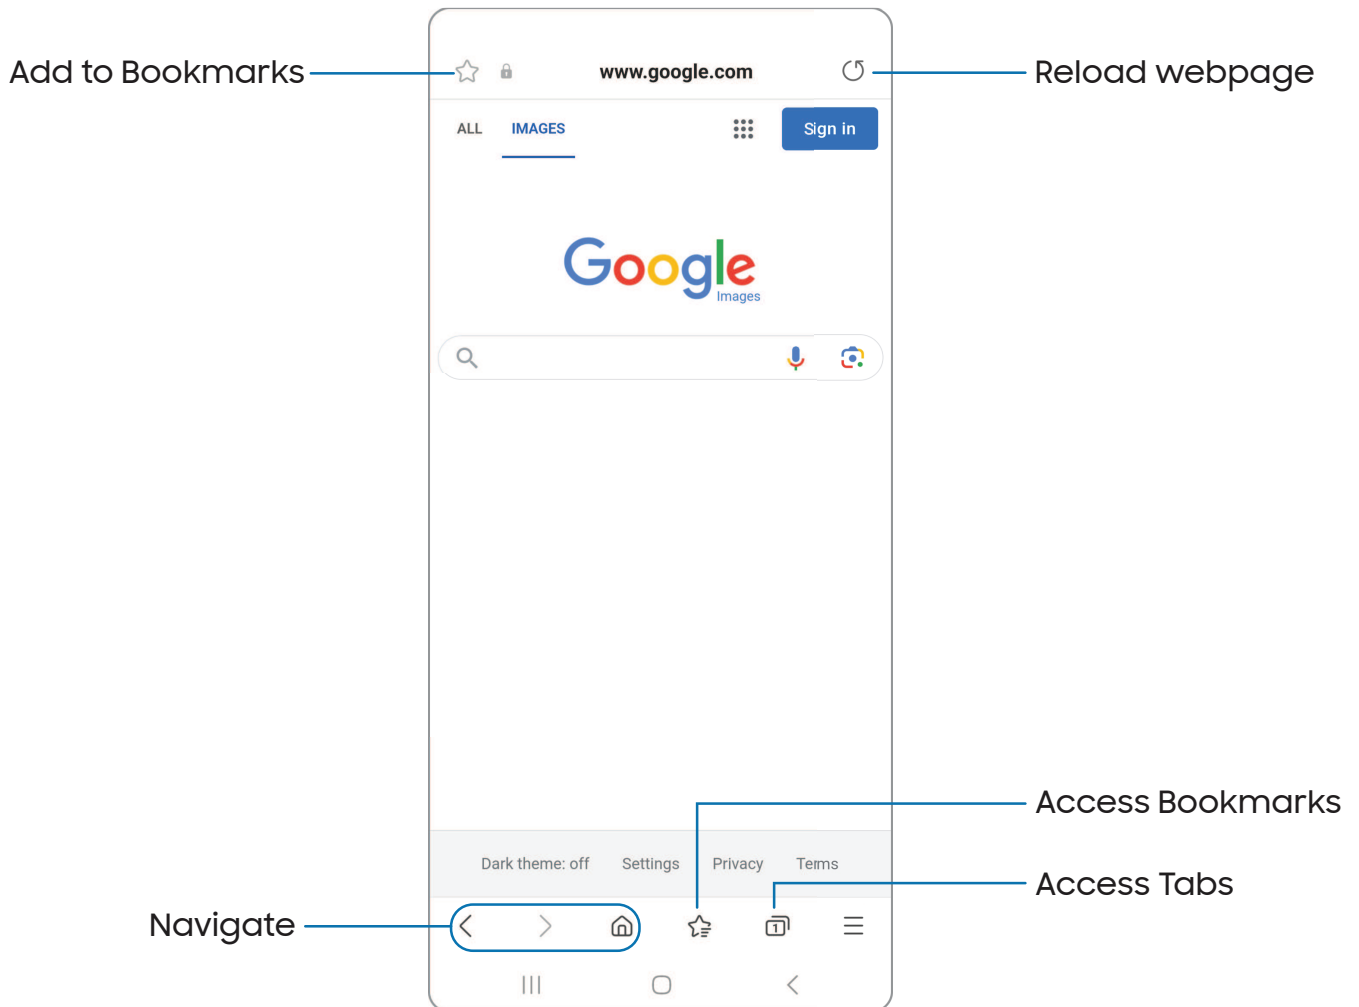 Add to Bookmarks
www.google.com
Reload webpage
ALL IMAGES Sign in
Google
Images
Access Bookmarks
Dark theme: off Settings Privacy Terms
Access Tabs
Navigate
1